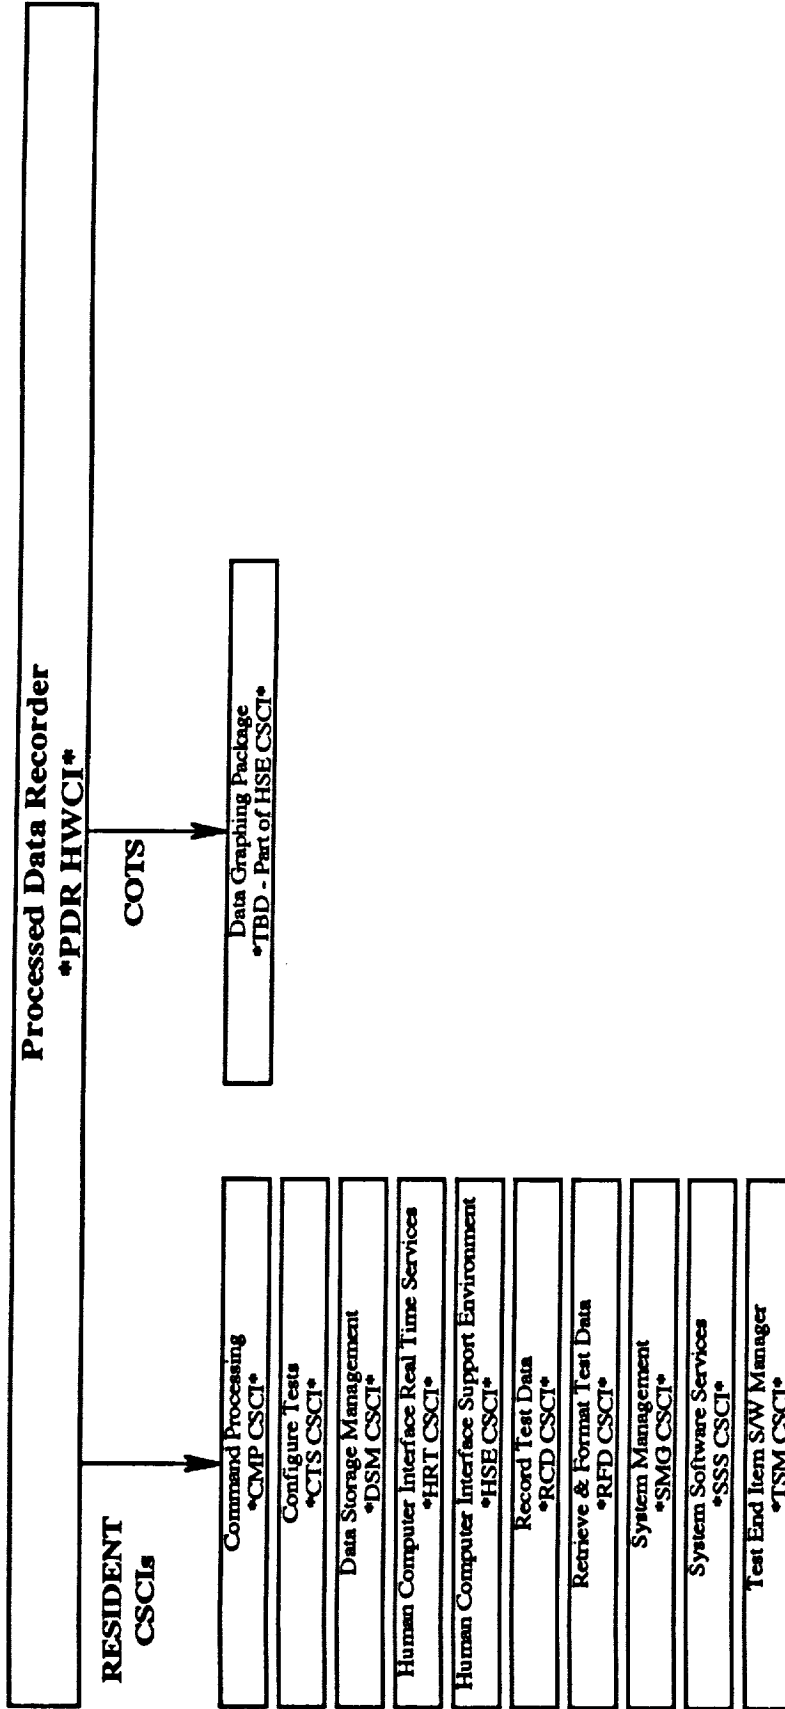 Processed Data Recorder
*PDR HWCI*
RESIDENT
CSCIs
COTS
Command Processing
*CMP CSCI*
Configure Tests
*CTS CSCI*
Data Storage Management
*DSM CSCI*
Human Computer Interface Real Time Services
*HRT CSCI*
Human Computer Interface Support Environment
*HSE CSCI*
Record Test Data
*RCD CSCI*
Retrieve & Format Test Data
*RFD CSCI*
System Management
*SMG CSCI*
System Software Services
*SSS CSCI*
Test End Item S/W Manager
*TSM CSCI*
Data Graphing Package
*TBD - Part of HSE CSCI*